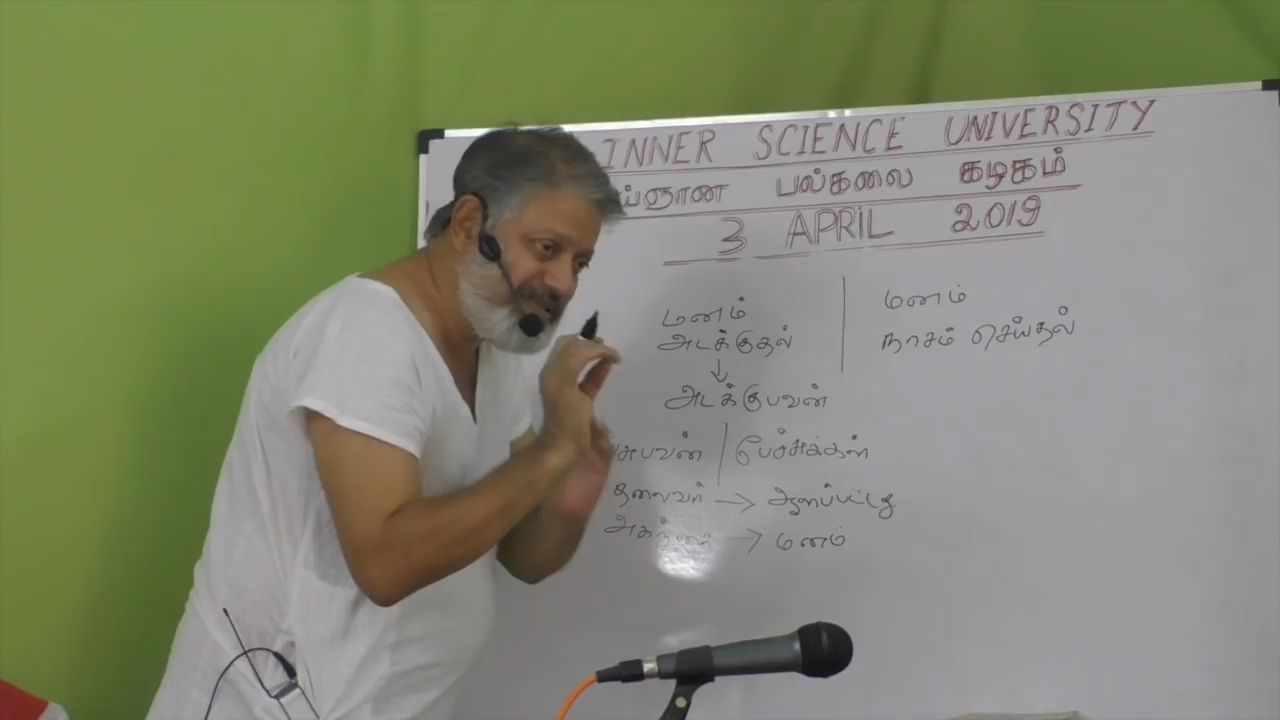 INNER SCIENCE UNIVERSITY
பல்கலை கழகம்
3 APRIL 2019
மனம்
அடக்குதல்
↓
அடக்குபவன்
மனம்
நாசம் செய்தல்
பேச்சுக்கள்
தலைவர் →
அகந்தை → மனம்